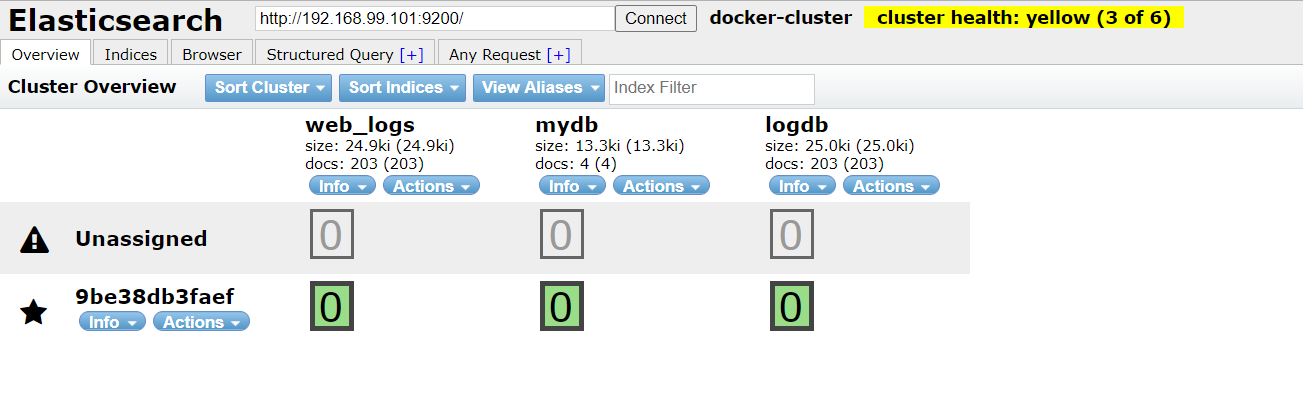 Elasticsearch http://192.168.99.101:9200/ Connect docker-cluster cluster health: yellow (3 of 6)
Overview Indices Browser Structured Query [+] Any Request [+]
Cluster Overview Sort Cluster Sort Indices View Aliases Index Filter
web_logs mydb logdb
size: 24.9ki (24.9ki) size: 13.3ki (13.3ki) size: 25.0ki (25.0ki)
docs: 203 (203) docs: 4 (4) docs: 203 (203)
Info Actions Info Actions Info Actions
Unassigned 0 0 0
9be38db3faef 0 0 0
Info Actions